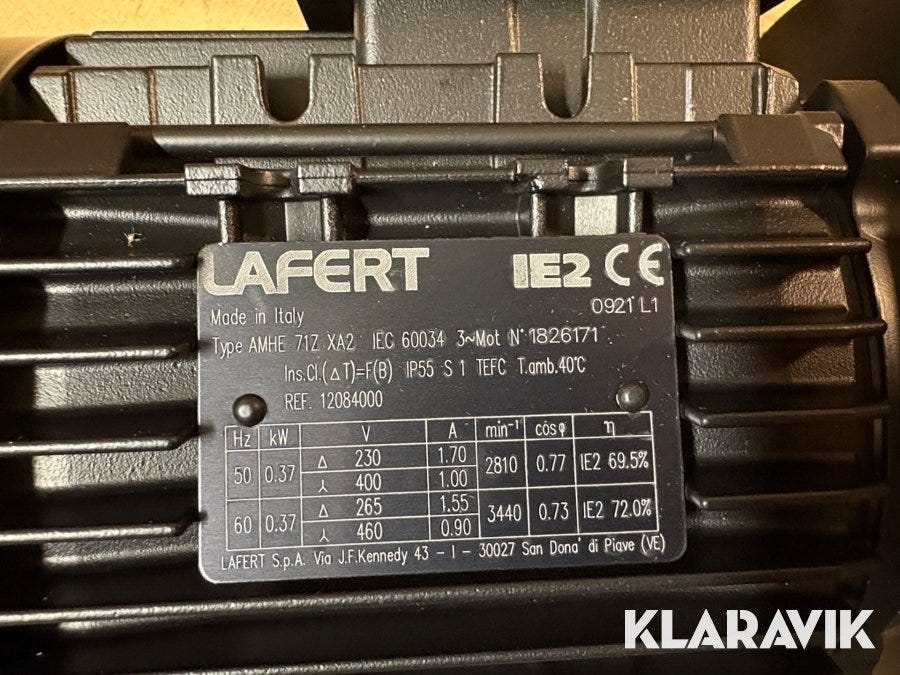 LAFERT IE2 CE
0921 L1
Made in Italy
Type AMHE 71Z XA2 IEC 60034 3~Mot N° 1826171
Ins.Cl.(△T)=F(B) IP55 S 1 TEFC T.amb.40°C
REF. 12084000
Hz kW V A min⁻¹ cosφ η
50 0.37 △ 230 1.70 2810 0.77 IE2 69.5%
⅄ 400 1.00
60 0.37 △ 265 1.55 3440 0.73 IE2 72.0%
⅄ 460 0.90
LAFERT S.p.A. Via J.F.Kennedy 43 - I - 30027 San Dona' di Piave (VE)
KLARAVIK